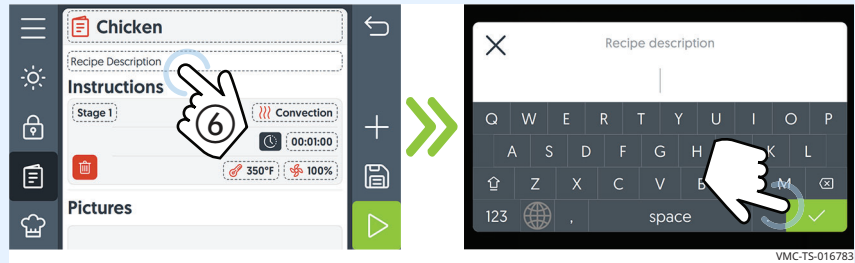 Chicken
Recipe Description
Instructions
Stage 1
Convection
6
00:01:00
350°F
100%
Pictures
Recipe description
Q W E R T Y U I O P
A S D F G H K L
Z X C V B M
123 , space
VMC-TS-016783